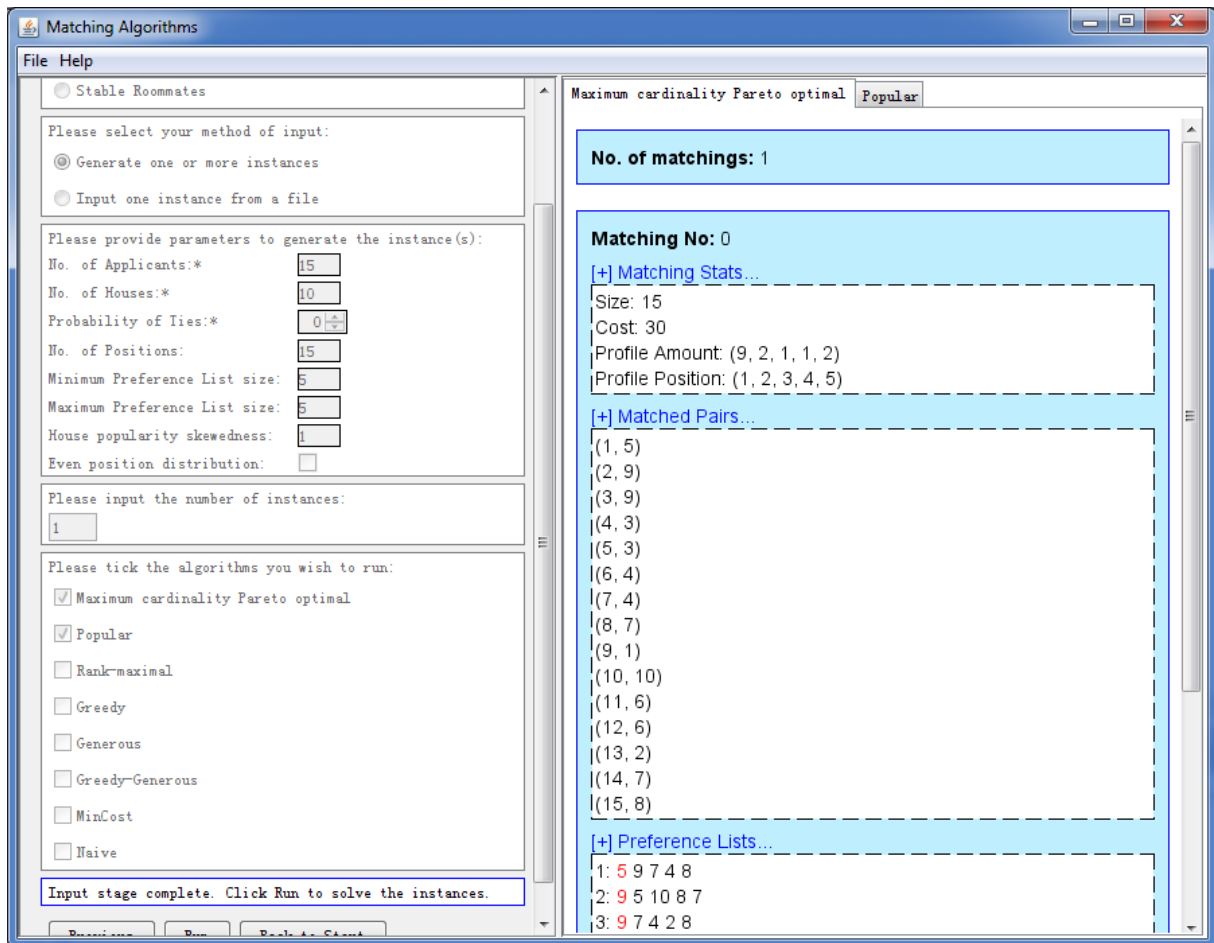 Matching Algorithms
File Help
Stable Roommates
Please select your method of input:
Generate one or more instances
Input one instance from a file
Please provide parameters to generate the instance(s):
No. of Applicants:* 15
No. of Houses:* 10
Probability of Ties:* 0
No. of Positions: 15
Minimum Preference List size: 5
Maximum Preference List size: 5
House popularity skewedness: 1
Even position distribution:
Please input the number of instances:
1
Please tick the algorithms you wish to run:
Maximum cardinality Pareto optimal
Popular
Rank-maximal
Greedy
Generous
Greedy-Generous
MinCost
Naive
Input stage complete. Click Run to solve the instances.
Previous Run Back to Start
Maximum cardinality Pareto optimal Popular
No. of matchings: 1
Matching No: 0
[+] Matching Stats...
Size: 15
Cost: 30
Profile Amount: (9, 2, 1, 1, 2)
Profile Position: (1, 2, 3, 4, 5)
[+] Matched Pairs...
(1, 5)
(2, 9)
(3, 9)
(4, 3)
(5, 3)
(6, 4)
(7, 4)
(8, 7)
(9, 1)
(10, 10)
(11, 6)
(12, 6)
(13, 2)
(14, 7)
(15, 8)
[+] Preference Lists...
1: 5 9 7 4 8
2: 9 5 10 8 7
3: 9 7 4 2 8